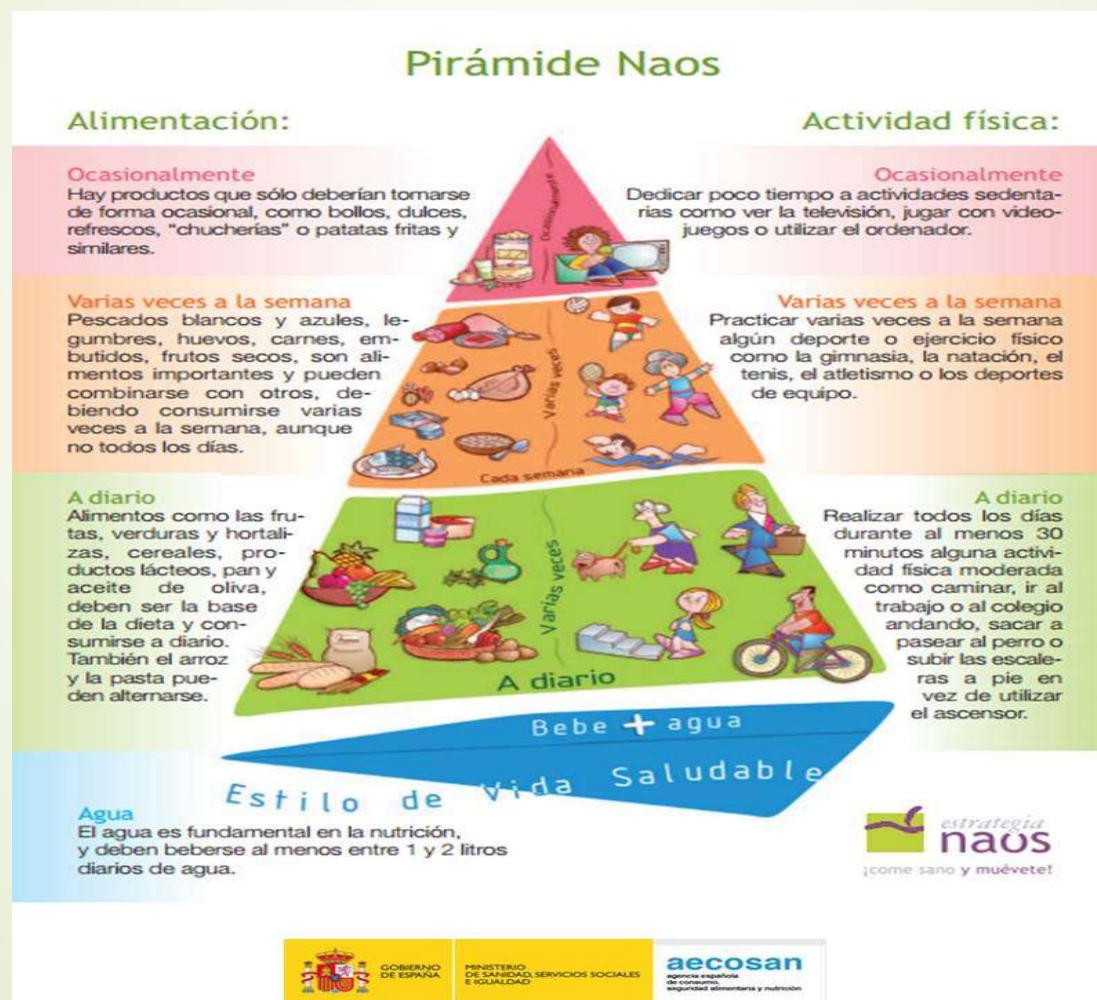 Pirámide Naos
Alimentación:
Ocasionalmente
Hay productos que sólo deberían tomarse
de forma ocasional, como bollos, dulces,
refrescos, "chucherías" o patatas fritas y
similares.
Varias veces a la semana
Pescados blancos y azules, le-
gumbres, huevos, carnes, em-
butidos, frutos secos, son ali-
mentos importantes y pueden
combinarse con otros, de-
biendo consumirse varias
veces a la semana, aunque
no todos los días.
A diario
Alimentos como las fru-
tas, verduras y hortali-
zas, cereales, pro-
ductos lácteos, pan y
aceite de oliva,
deben ser la base
de la dieta y con-
sumirse a diario.
También el arroz
y la pasta pue-
den alternarse.
Agua
El agua es fundamental en la nutrición,
y deben beberse al menos entre 1 y 2 litros
diarios de agua.
Ocasionalmente
Varias veces
Cada semana
Varias veces
A diario
Bebe + agua
Estilo de Vida Saludable
Actividad física:
Ocasionalmente
Dedicar poco tiempo a actividades sedenta-
rias como ver la televisión, jugar con video-
juegos o utilizar el ordenador.
Varias veces a la semana
Practicar varias veces a la semana
algún deporte o ejercicio físico
como la gimnasia, la natación, el
tenis, el atletismo o los deportes
de equipo.
A diario
Realizar todos los días
durante al menos 30
minutos alguna activi-
dad física moderada
como caminar, ir al
trabajo o al colegio
andando, sacar a
pasear al perro o
subir las escale-
ras a pie en
vez de utilizar
el ascensor.
estrategia
naos
¡come sano y muévete!
GOBIERNO
DE ESPAÑA
MINISTERIO
DE SANIDAD, SERVICIOS SOCIALES
E IGUALDAD
aecosan
agencia española
de consumo,
seguridad alimentaria y nutrición